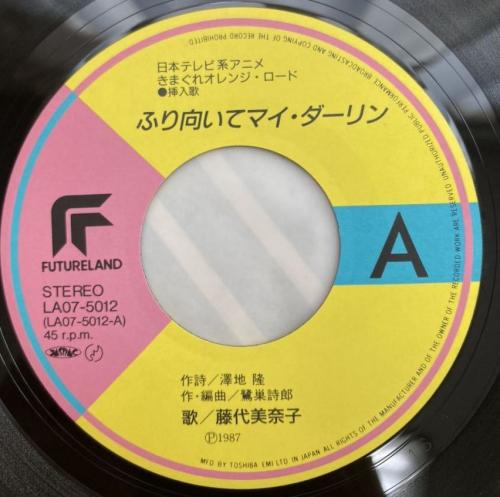 日本テレビ系アニメ
きまぐれオレンジ・ロード
●挿入歌
ふり向いてマイ・ダーリン
FUTURELAND
STEREO
LA07-5012
(LA07-5012-A)
45 r.p.m.
A
作詩／澤地 隆
作・編曲／鷺巣詩郎
歌／藤代美奈子
Ⓟ1987
MFD BY TOSHIBA EMI LTD IN JAPAN ALL RIGHTS OF THE MANUFACTURER AND OF THE OWNER OF THE RECORDED WORK ARE RESERVED UNAUTHORIZED PUBLIC PERFORMANCE BROADCASTING AND COPYING OF THE RECORD PROHIBITED